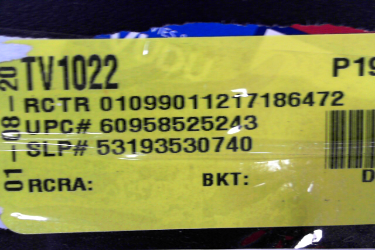 TV1022
P19
RCTR 01099011217186472
UPC# 60958525243
SLP# 53193530740
RCRA: BKT: D
01-08-20